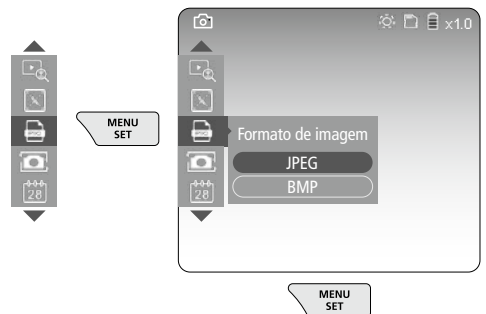 x1.0
MENU
SET
Formato de imagem
JPEG
BMP
28
28
MENU
SET